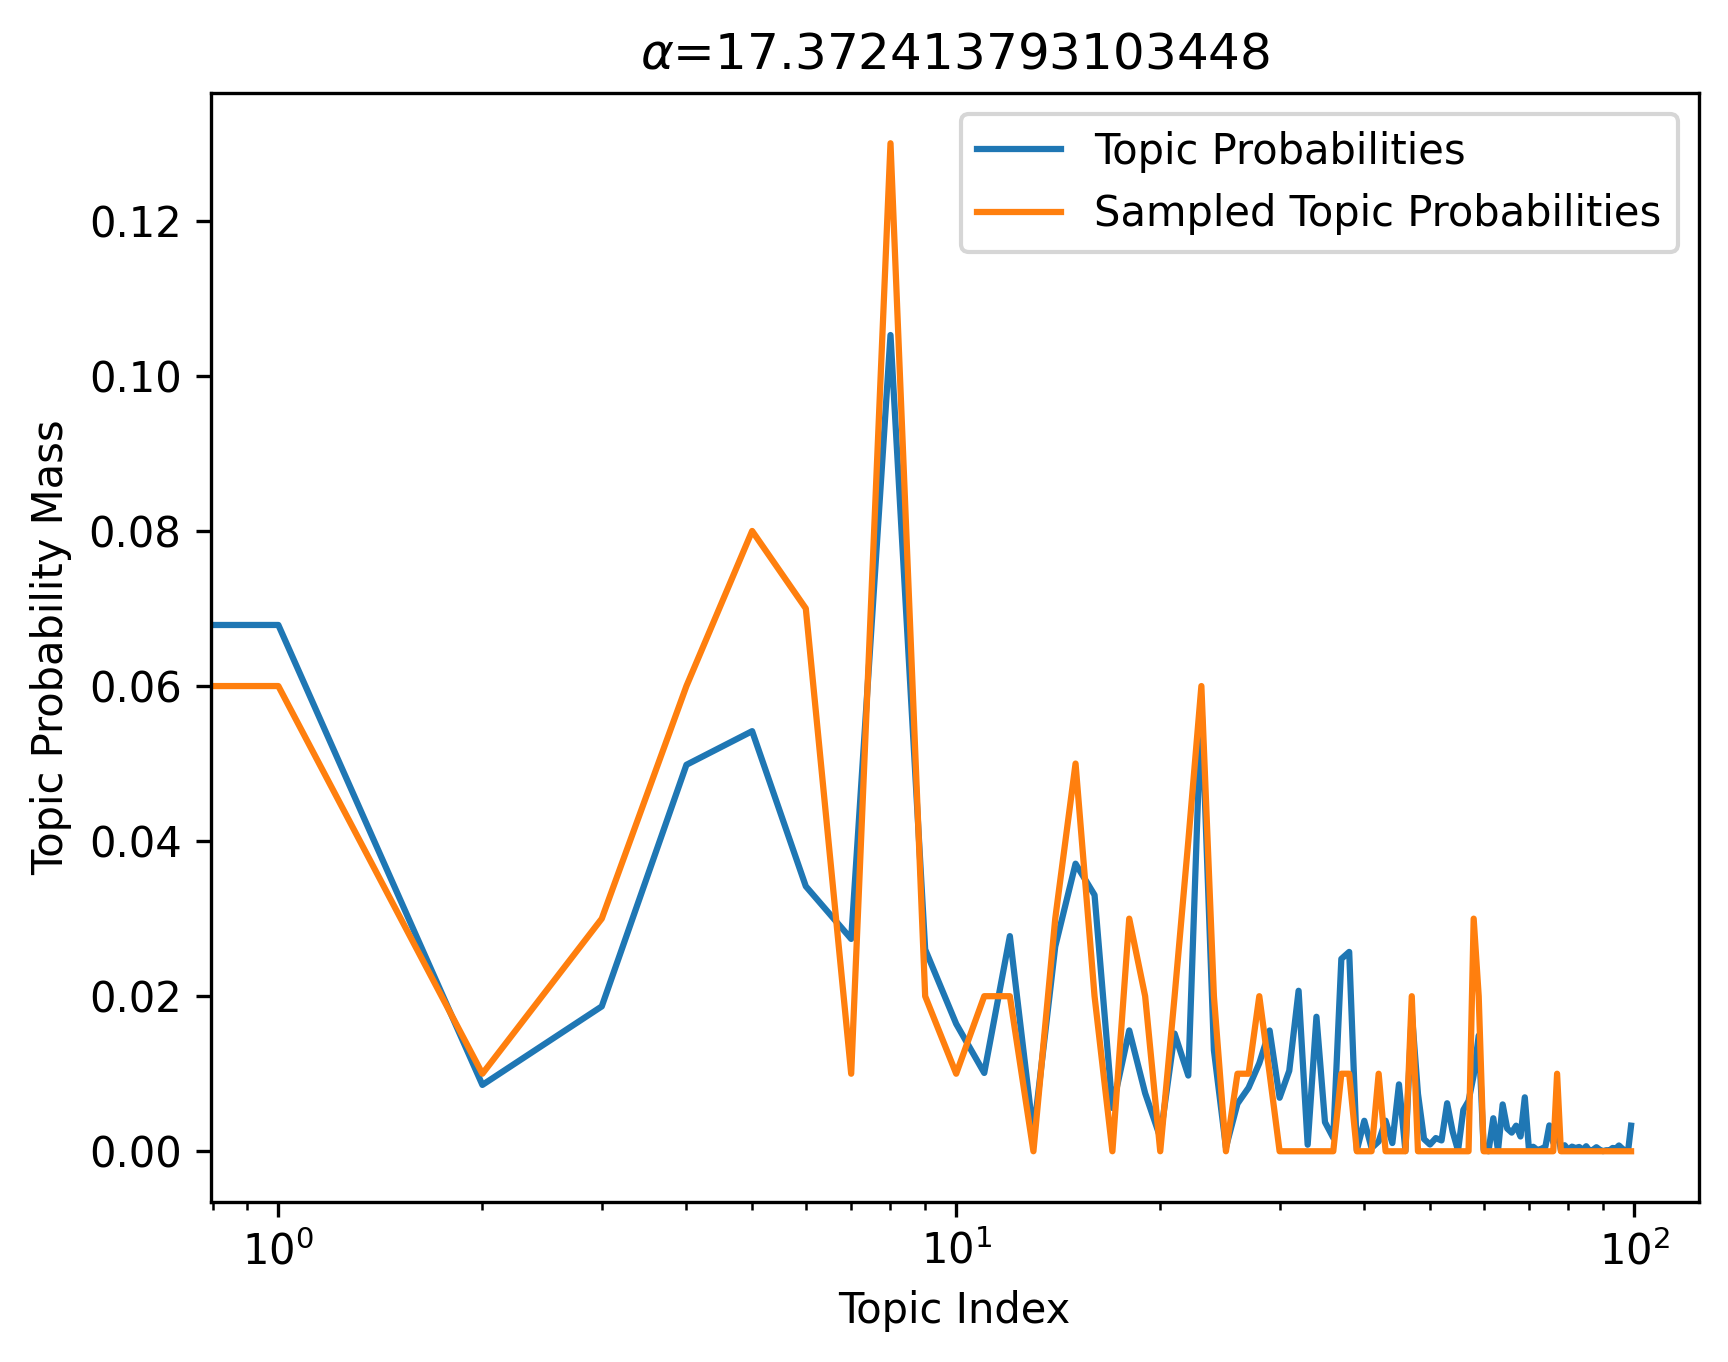 α=17.372413793103448
Topic Probabilities
Sampled Topic Probabilities
Topic Probability Mass
0.12
0.10
0.08
0.06
0.04
0.02
0.00
10⁰
10¹
10²
Topic Index